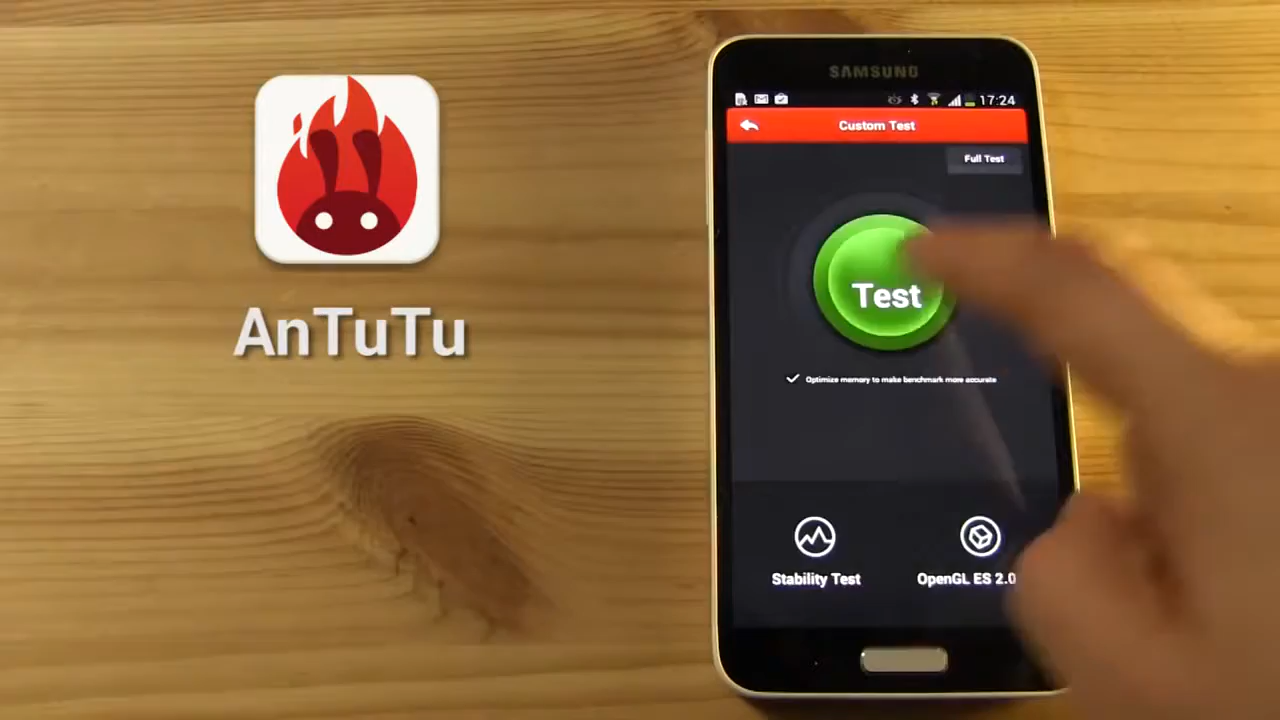 AnTuTu
SAMSUNG
17:24
Custom Test
Full Test
Test
Optimize memory to make benchmark more accurate
Stability Test
OpenGL ES 2.0